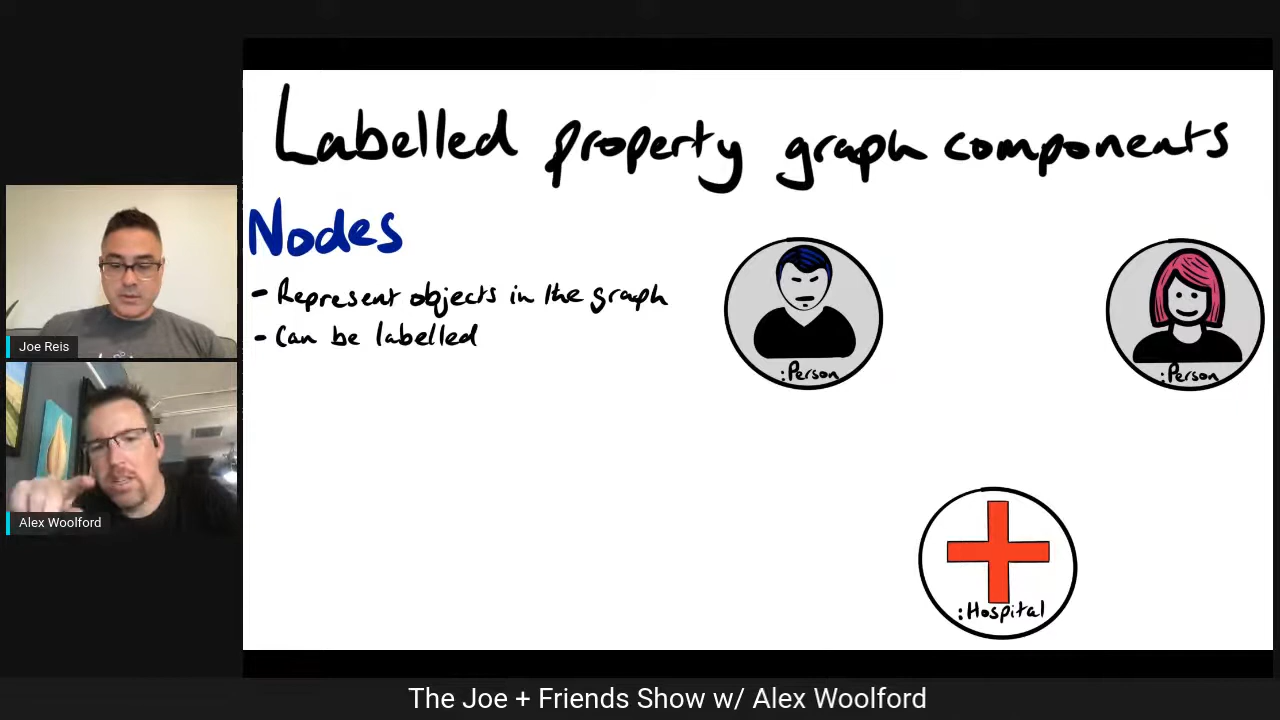 Labelled property graph components
Nodes
- Represent objects in the graph
- Can be labelled
:Person
:Person
:Hospital
Joe Reis
Alex Woolford
The Joe + Friends Show w/ Alex Woolford